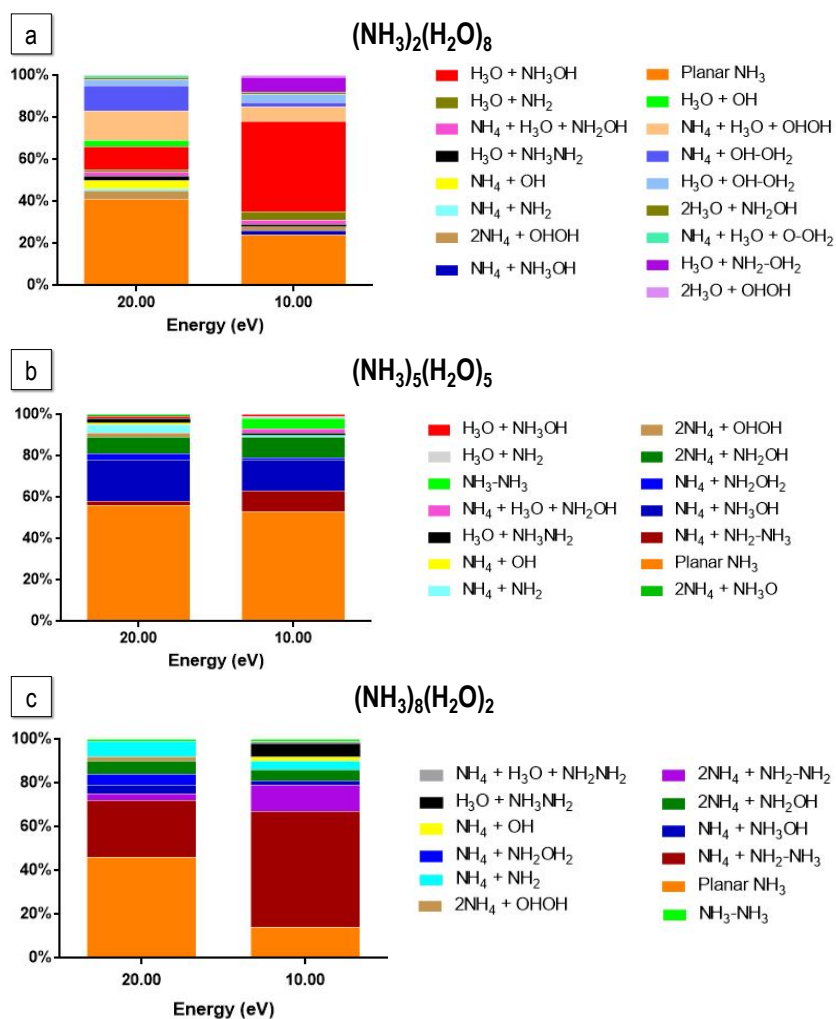 a
(NH₃)₂(H₂O)₈
100%
80%
60%
40%
20%
0%
20.00
10.00
Energy (eV)
H₃O + NH₃OH
H₃O + NH₂
NH₄ + H₃O + NH₂OH
H₃O + NH₃NH₂
NH₄ + OH
NH₄ + NH₂
2NH₄ + OHOH
NH₄ + NH₃OH
Planar NH₃
H₃O + OH
NH₄ + H₃O + OHOH
NH₄ + OH-OH₂
H₃O + OH-OH₂
2H₃O + NH₂OH
NH₄ + H₃O + O-OH₂
H₃O + NH₂-OH₂
2H₃O + OHOH
b
(NH₃)₅(H₂O)₅
100%
80%
60%
40%
20%
0%
20.00
10.00
Energy (eV)
H₃O + NH₃OH
H₃O + NH₂
NH₃-NH₃
NH₄ + H₃O + NH₂OH
H₃O + NH₃NH₂
NH₄ + OH
NH₄ + NH₂
2NH₄ + OHOH
2NH₄ + NH₂OH
NH₄ + NH₂OH₂
NH₄ + NH₃OH
NH₄ + NH₂-NH₃
Planar NH₃
2NH₄ + NH₃O
c
(NH₃)₈(H₂O)₂
100%
80%
60%
40%
20%
0%
20.00
10.00
Energy (eV)
NH₄ + H₃O + NH₂NH₂
H₃O + NH₃NH₂
NH₄ + OH
NH₄ + NH₂OH₂
NH₄ + NH₂
2NH₄ + OHOH
2NH₄ + NH₂-NH₂
2NH₄ + NH₂OH
NH₄ + NH₃OH
NH₄ + NH₂-NH₃
Planar NH₃
NH₃-NH₃